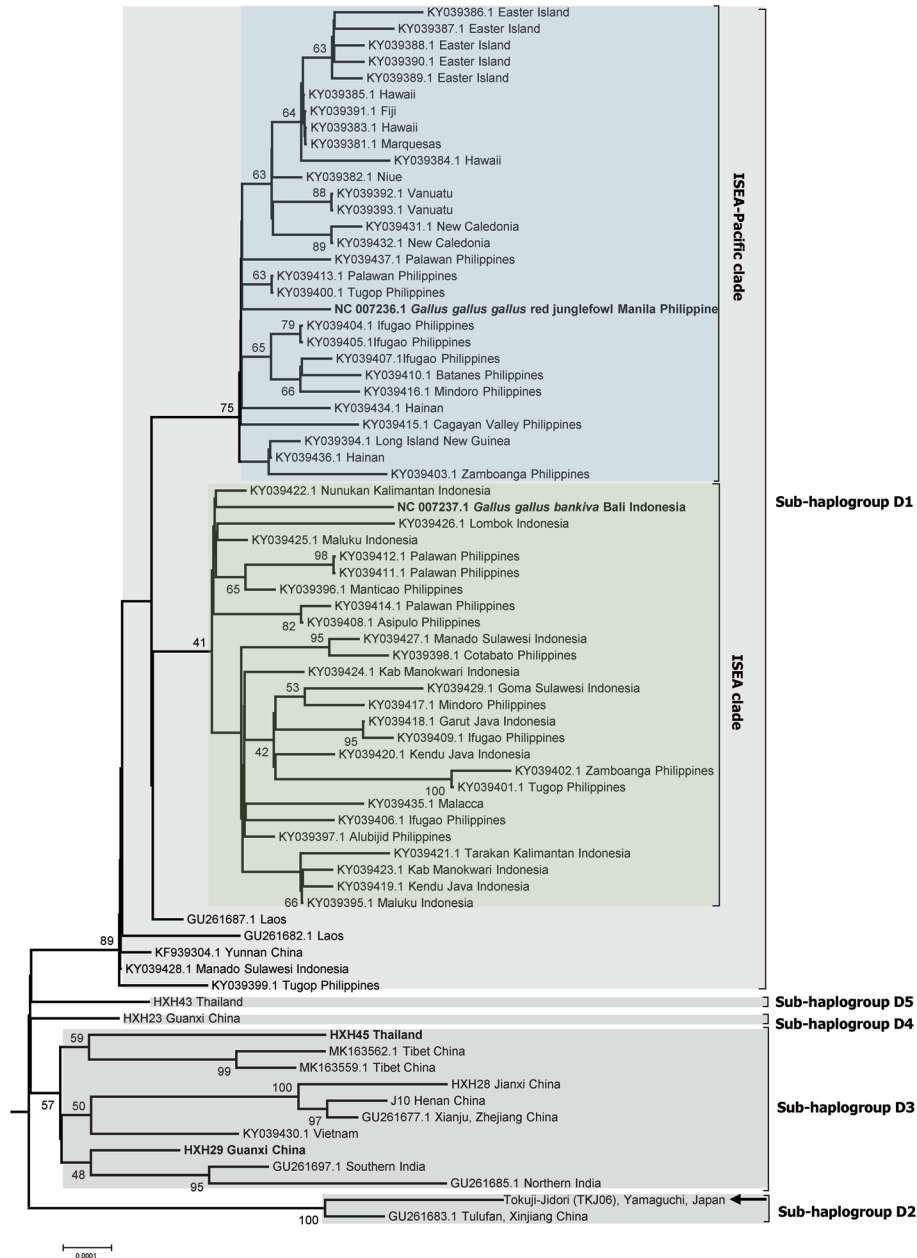 KY039386.1 Easter Island
KY039387.1 Easter Island
KY039388.1 Easter Island
63
KY039390.1 Easter Island
KY039389.1 Easter Island
KY039385.1 Hawaii
KY039391.1 Fiji
64
KY039383.1 Hawaii
KY039381.1 Marquesas
KY039384.1 Hawaii
63
KY039382.1 Niue
88
KY039392.1 Vanuatu
KY039393.1 Vanuatu
KY039431.1 New Caledonia
89
KY039432.1 New Caledonia
KY039437.1 Palawan Philippines
63
KY039413.1 Palawan Philippines
KY039400.1 Tugop Philippines
NC 007236.1 Gallus gallus gallus red junglefowl Manila Philippine
79
KY039404.1 Ifugao Philippines
KY039405.1Ifugao Philippines
65
KY039407.1Ifugao Philippines
KY039410.1 Batanes Philippines
66
KY039416.1 Mindoro Philippines
75
KY039434.1 Hainan
KY039415.1 Cagayan Valley Philippines
KY039394.1 Long Island New Guinea
KY039436.1 Hainan
KY039403.1 Zamboanga Philippines
ISEA-Pacific clade
KY039422.1 Nunukan Kalimantan Indonesia
NC 007237.1 Gallus gallus bankiva Bali Indonesia
Sub-haplogroup D1
KY039426.1 Lombok Indonesia
KY039425.1 Maluku Indonesia
98
KY039412.1 Palawan Philippines
KY039411.1 Palawan Philippines
65
KY039396.1 Manticao Philippines
KY039414.1 Palawan Philippines
82
KY039408.1 Asipulo Philippines
41
95
KY039427.1 Manado Sulawesi Indonesia
KY039398.1 Cotabato Philippines
KY039424.1 Kab Manokwari Indonesia
53
KY039429.1 Goma Sulawesi Indonesia
KY039417.1 Mindoro Philippines
KY039418.1 Garut Java Indonesia
95
KY039409.1 Ifugao Philippines
42
KY039420.1 Kendu Java Indonesia
KY039402.1 Zamboanga Philippines
100
KY039401.1 Tugop Philippines
KY039435.1 Malacca
KY039406.1 Ifugao Philippines
KY039397.1 Alubijid Philippines
KY039421.1 Tarakan Kalimantan Indonesia
KY039423.1 Kab Manokwari Indonesia
KY039419.1 Kendu Java Indonesia
66
KY039395.1 Maluku Indonesia
ISEA clade
GU261687.1 Laos
89
GU261682.1 Laos
KF939304.1 Yunnan China
KY039428.1 Manado Sulawesi Indonesia
KY039399.1 Tugop Philippines
HXH43 Thailand
Sub-haplogroup D5
HXH23 Guanxi China
Sub-haplogroup D4
59
HXH45 Thailand
MK163562.1 Tibet China
99
MK163559.1 Tibet China
100
HXH28 Jianxi China
57
50
J10 Henan China
97
GU261677.1 Xianju, Zhejiang China
Sub-haplogroup D3
KY039430.1 Vietnam
HXH29 Guanxi China
48
GU261697.1 Southern India
95
GU261685.1 Northern India
Tokuji-Jidori (TKJ06), Yamaguchi, Japan
Sub-haplogroup D2
100
GU261683.1 Tulufan, Xinjiang China
0.0001